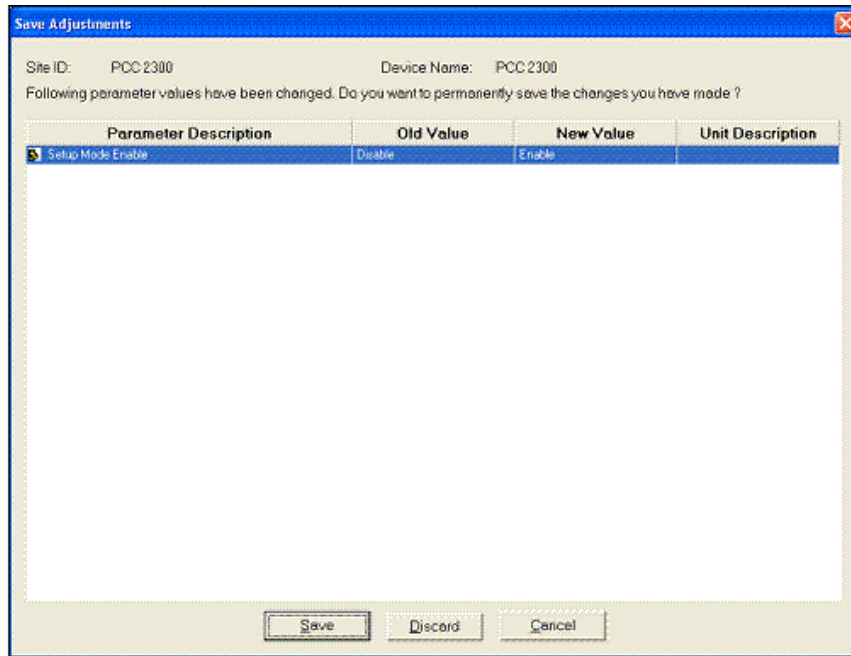 Save Adjustments
Site ID: PCC 2300 Device Name: PCC 2300
Following parameter values have been changed. Do you want to permanently save the changes you have made ?
Parameter Description Old Value New Value Unit Description
Setup Mode Enable Disable Enable
Save Discard Cancel